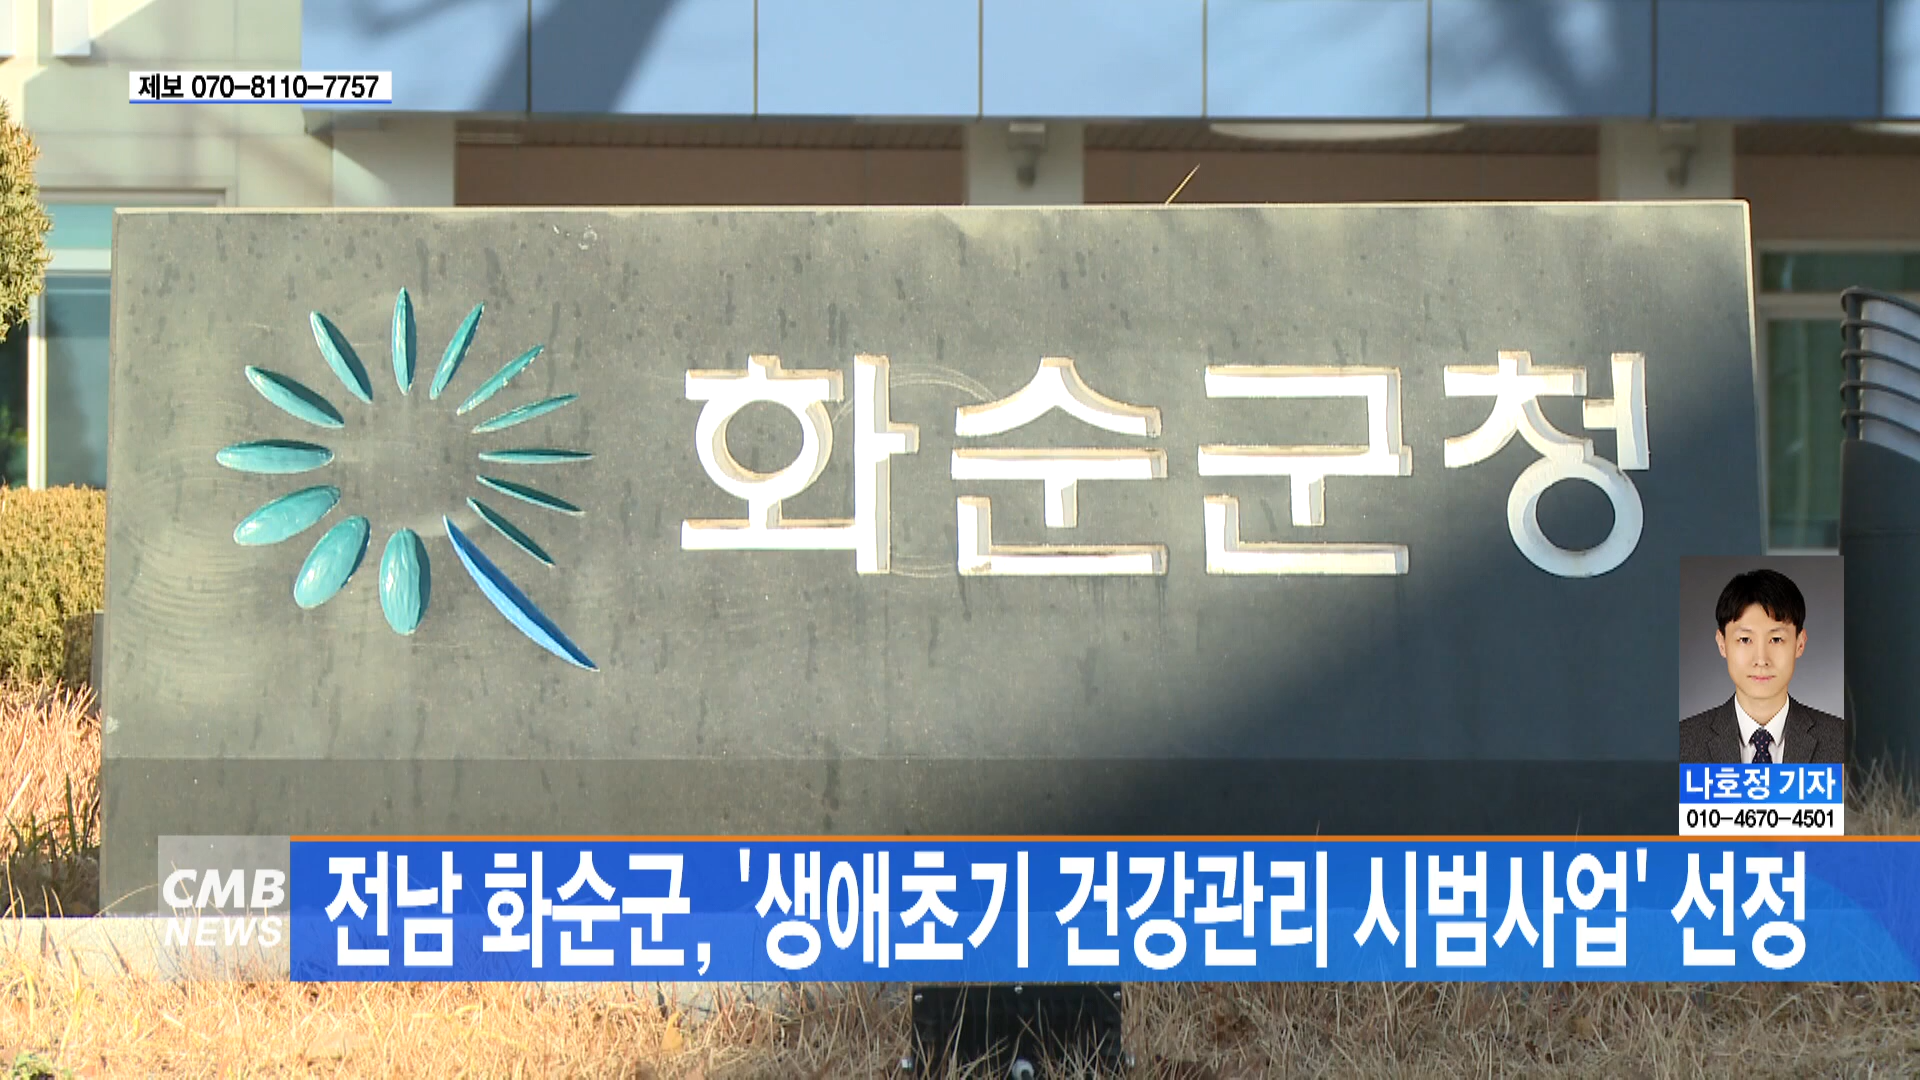 제보 070-8110-7757
화순군청
나호정 기자
010-4670-4501
CMB
NEWS
전남 화순군, '생애초기 건강관리 시범사업' 선정